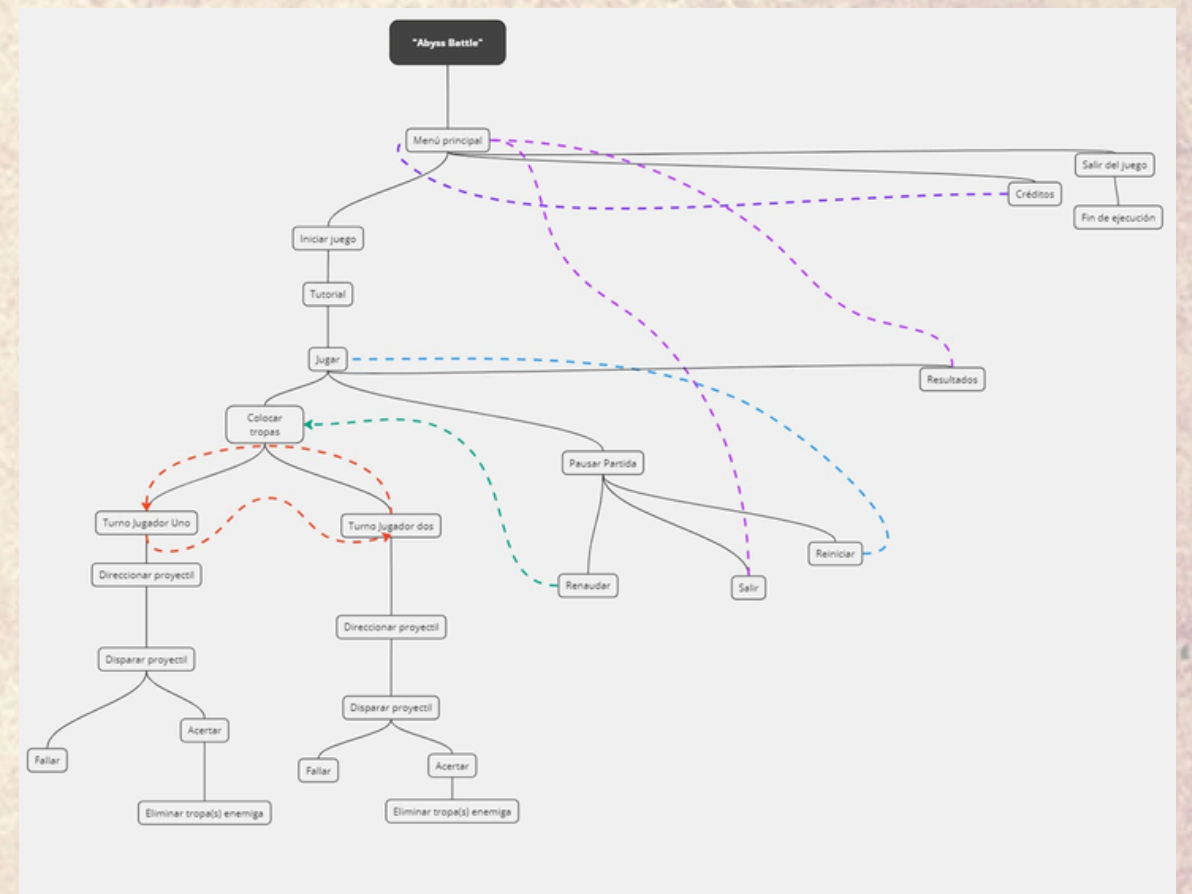 "Abyss Battle"
Menú principal
Salir del juego
Créditos
Fin de ejecución
Iniciar juego
Tutorial
Jugar
Resultados
Colocar
tropas
Pausar Partida
Turno Jugador Uno
Turno Jugador dos
Reiniciar
Direccionar proyectil
Renaudar
Salir
Direccionar proyectil
Disparar proyectil
Disparar proyectil
Acertar
Fallar
Fallar
Acertar
Eliminar tropa(s) enemiga
Eliminar tropa(s) enemiga